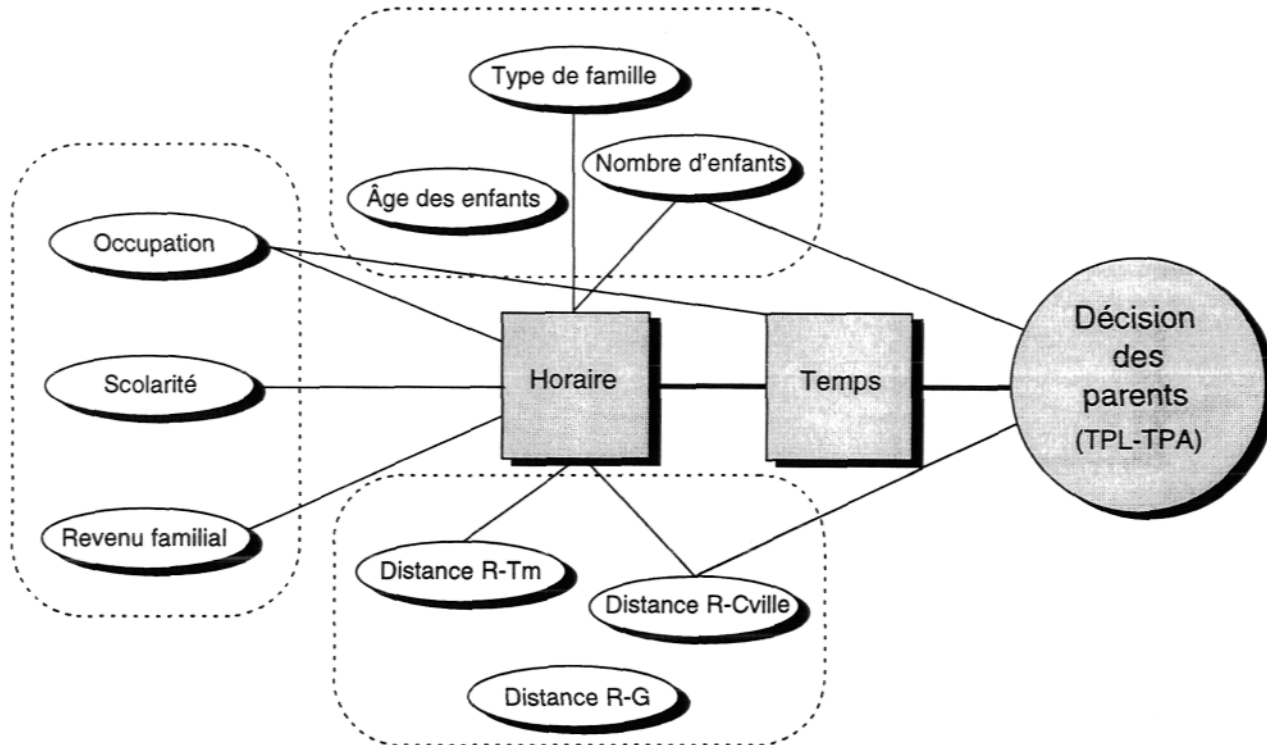 Type de famille
Nombre d'enfants
Âge des enfants
Occupation
Scolarité
Revenu familial
Horaire
Temps
Décision
des
parents
(TPL-TPA)
Distance R-Tm
Distance R-Cville
Distance R-G